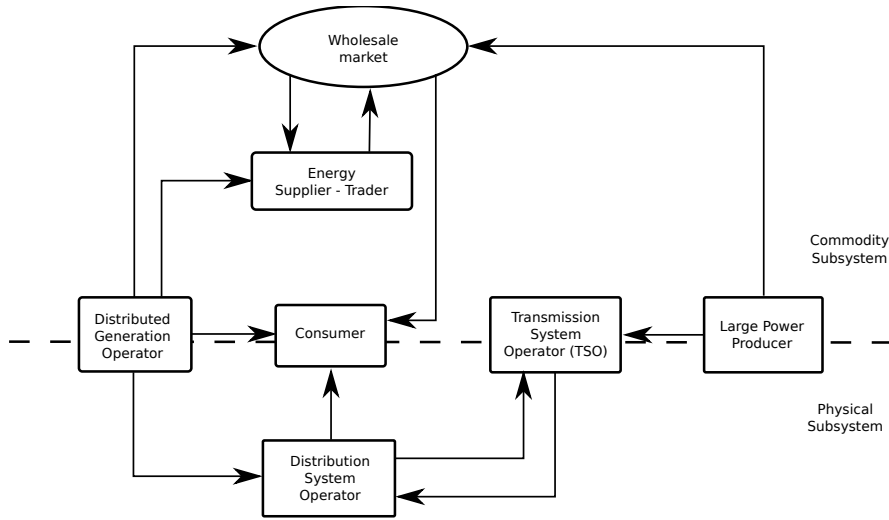 Wholesale
market
Energy
Supplier - Trader
Commodity
Subsystem
Distributed
Generation
Operator
Consumer
Transmission
System
Operator (TSO)
Large Power
Producer
Physical
Subsystem
Distribution
System
Operator